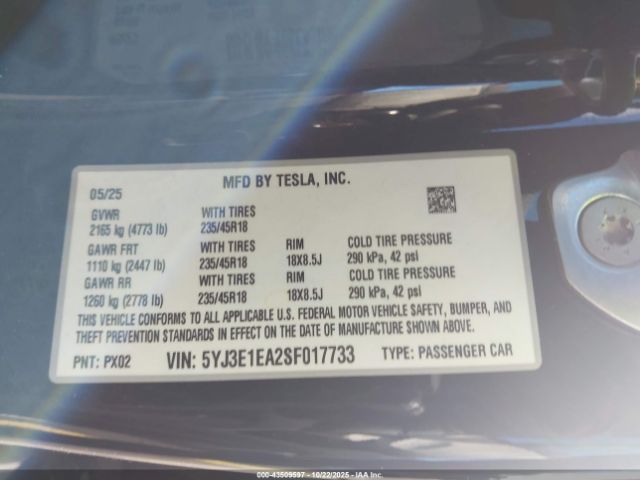 05/25 MFD BY TESLA, INC.
GVWR WITH TIRES
2165 kg (4773 lb) 235/45R18
GAWR FRT WITH TIRES RIM COLD TIRE PRESSURE
1110 kg (2447 lb) 235/45R18 18X8.5J 290 kPa, 42 psi
GAWR RR WITH TIRES RIM COLD TIRE PRESSURE
1260 kg (2778 lb) 235/45R18 18X8.5J 290 kPa, 42 psi
THIS VEHICLE CONFORMS TO ALL APPLICABLE U.S. FEDERAL MOTOR VEHICLE SAFETY, BUMPER, AND
THEFT PREVENTION STANDARDS IN EFFECT ON THE DATE OF MANUFACTURE SHOWN ABOVE.
PNT: PX02 VIN: 5YJ3E1EA2SF017733 TYPE: PASSENGER CAR
000-43509597 - 10/22/2025 - IAA Inc.